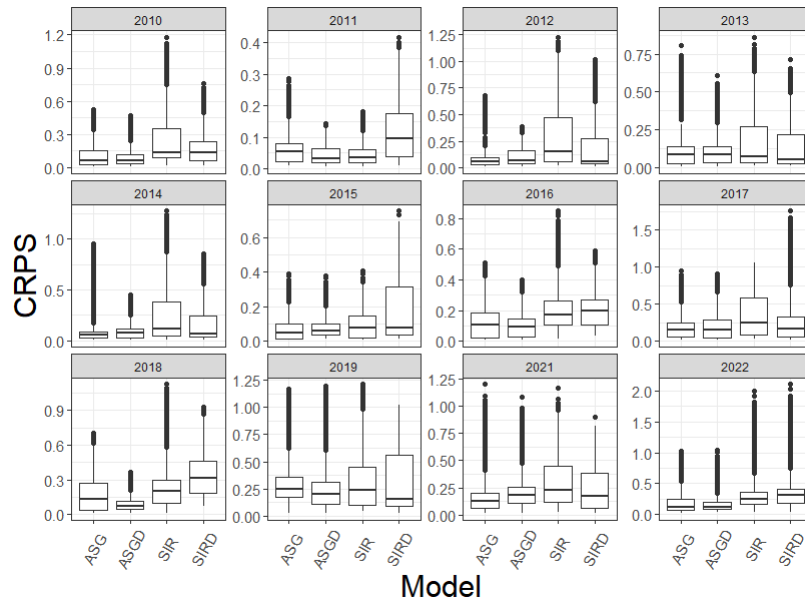 2010 2011 2012 2013
1.2 0.4 1.25
0.9 0.3 1.00 0.75
0.6 0.2 0.75 0.50
0.3 0.1 0.50 0.25
0.0 0.0 0.25 0.00
0.00
2014 2015 2016 2017
1.0 0.8 0.8 1.5
0.5 0.6 0.6 1.0
0.0 0.4 0.4 0.5
0.2 0.2 0.0
0.0 0.0
CRPS
2018 2019 2021 2022
0.9 1.25 1.25 2.0
0.6 1.00 1.00 1.5
0.3 0.75 0.75 1.0
0.0 0.50 0.50 0.5
0.25 0.25 0.0
0.00 0.00
ASG ASGD SIR SIRD ASG ASGD SIR SIRD ASG ASGD SIR SIRD ASG ASGD SIR SIRD
Model